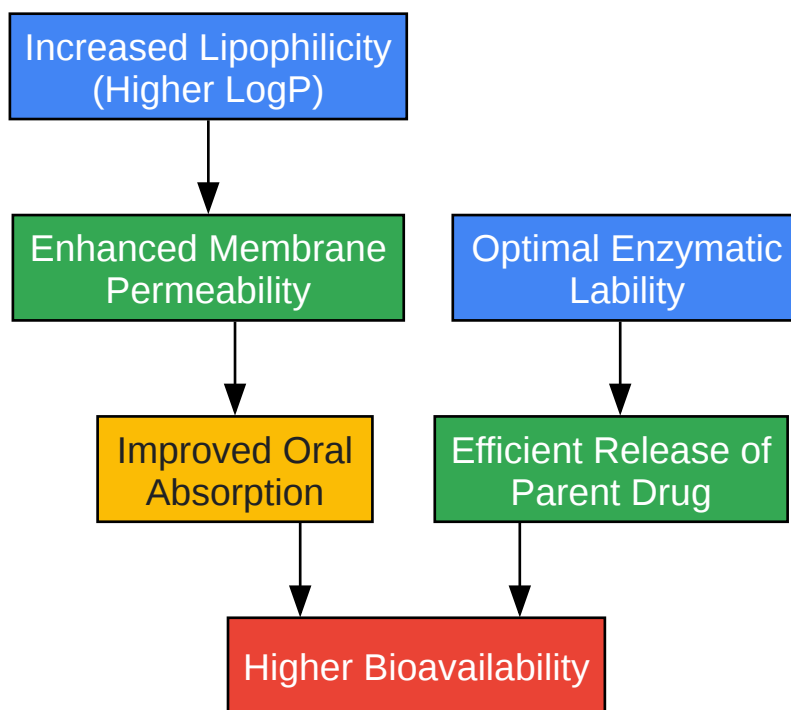 Increased Lipophilicity
(Higher LogP)
Enhanced Membrane
Permeability
Optimal Enzymatic
Lability
Improved Oral
Absorption
Efficient Release of
Parent Drug
Higher Bioavailability